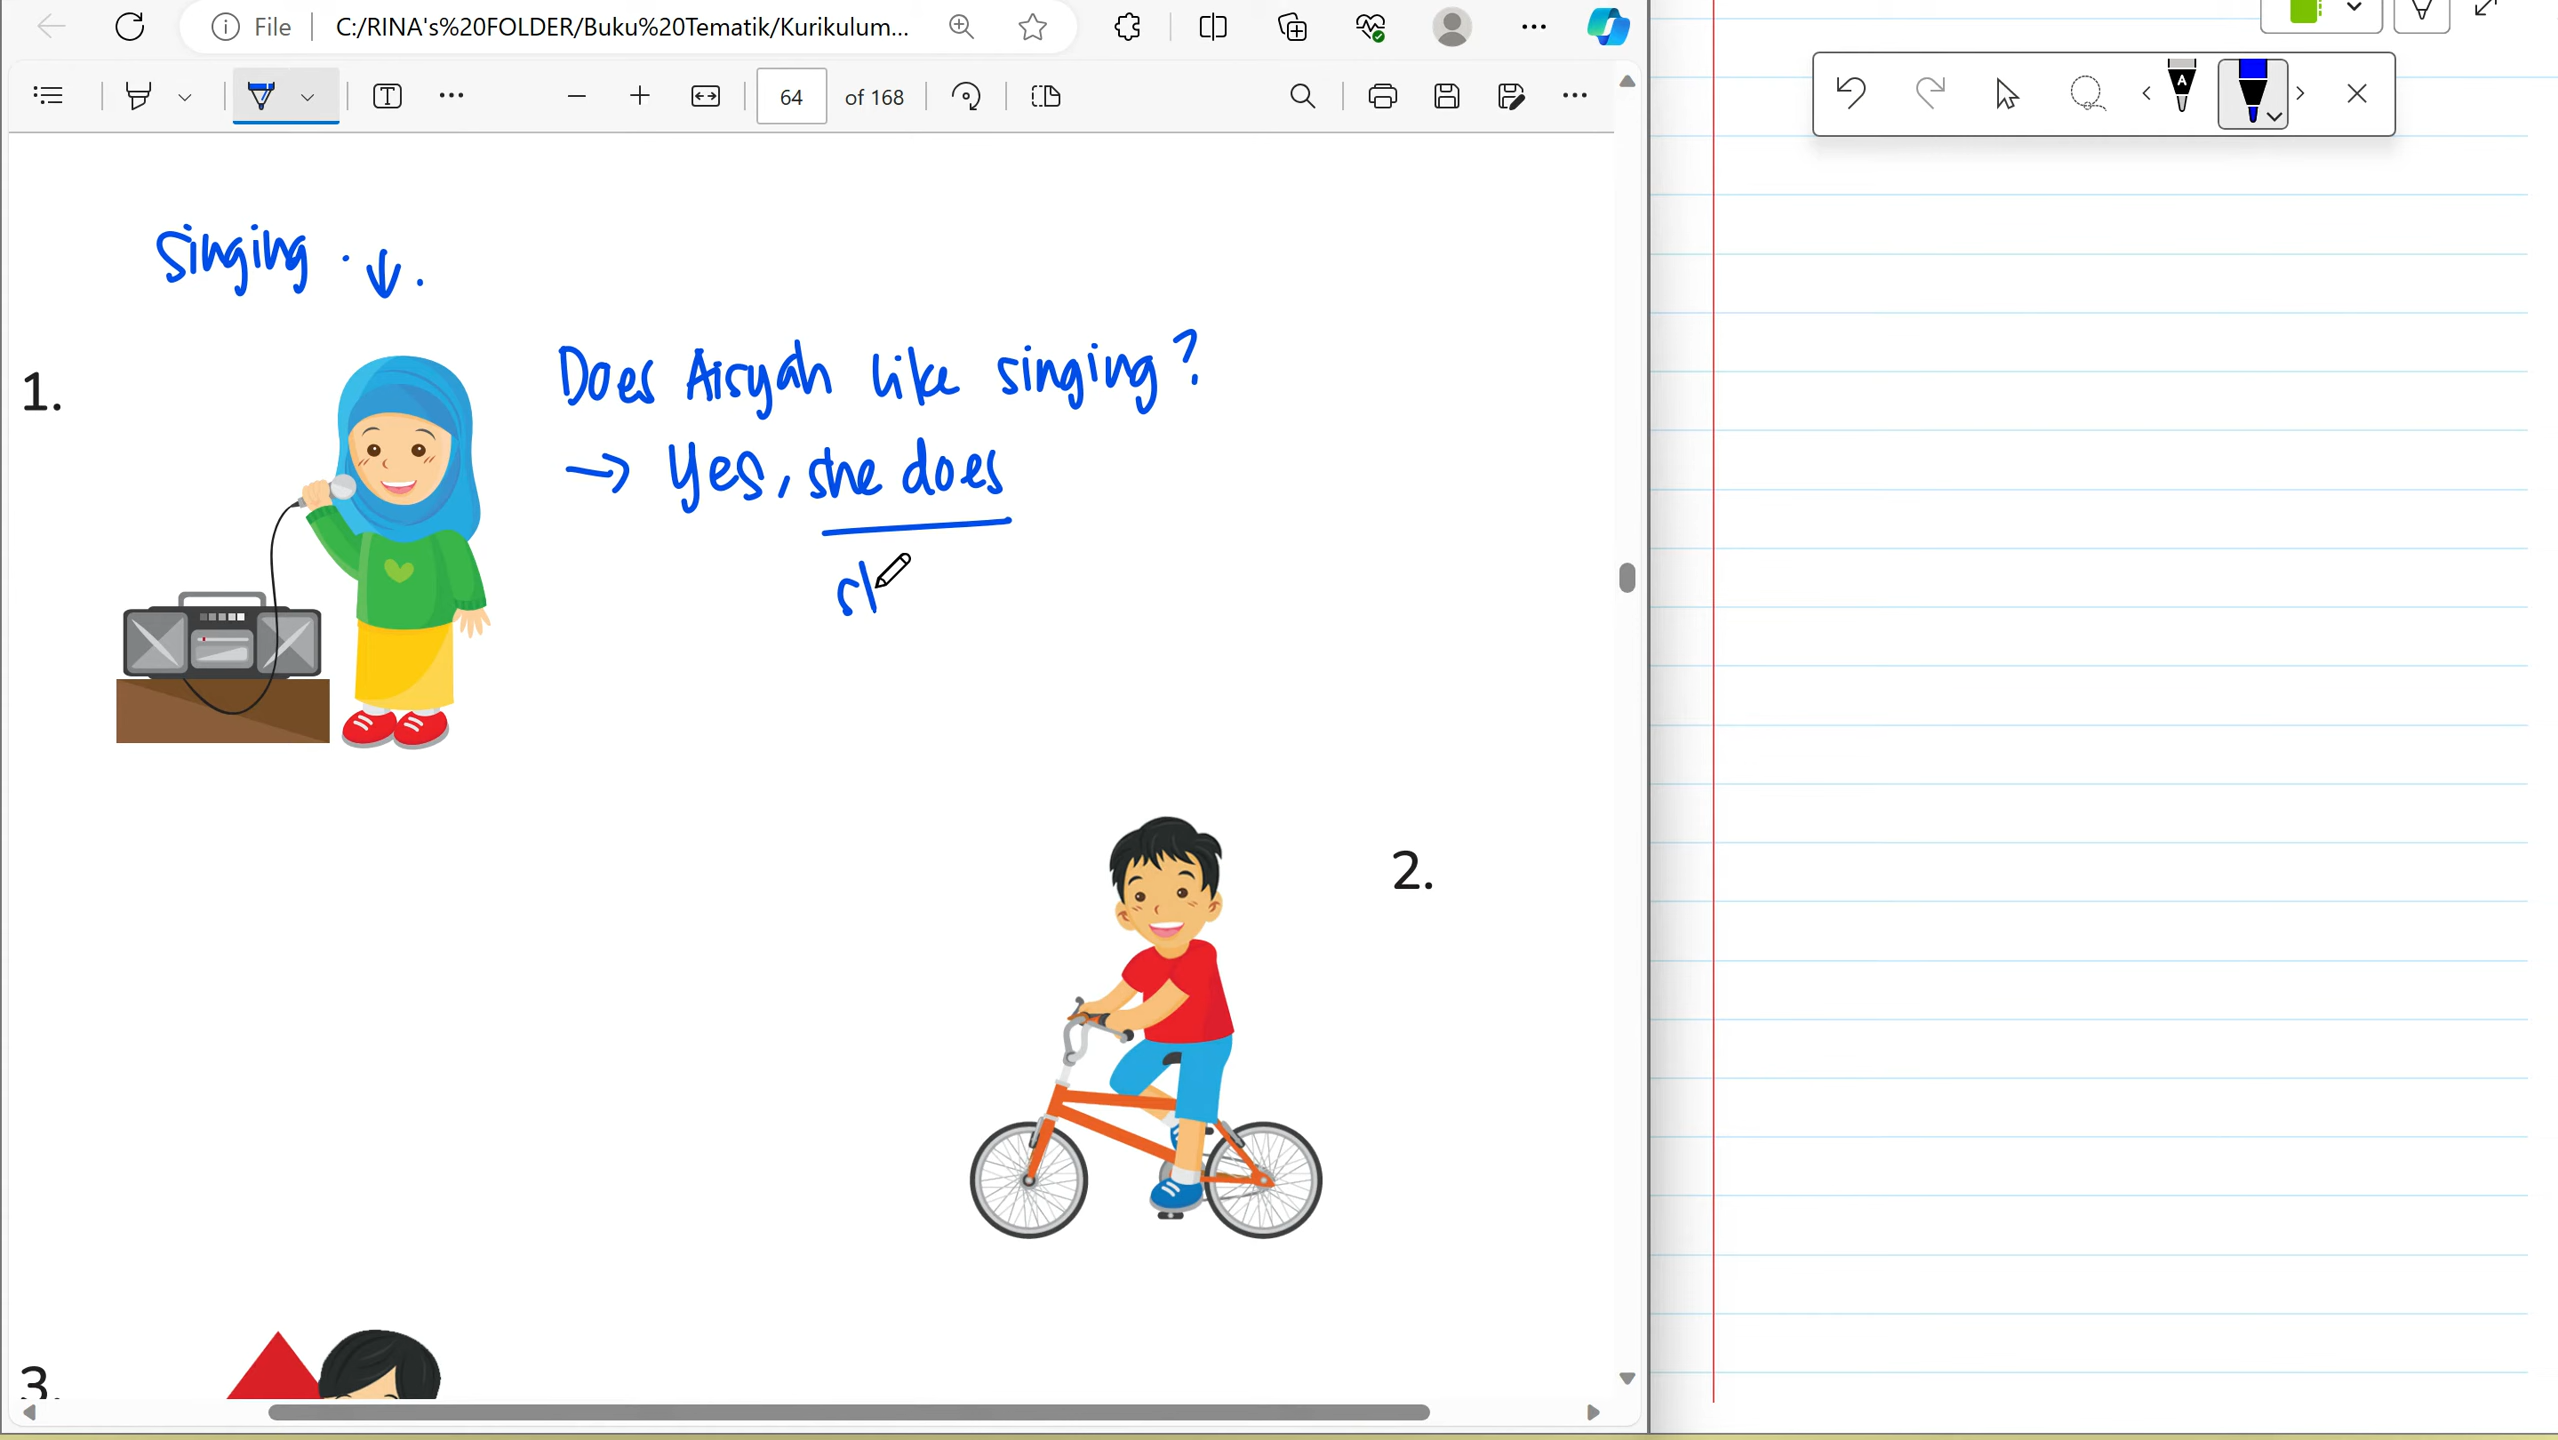 File C:/RINA's%20FOLDER/Buku%20Tematik/Kurikulum...
64 of 168
singing . ↓ .
1.
Does Aisyah like singing?
→ Yes, she does
2.
3.